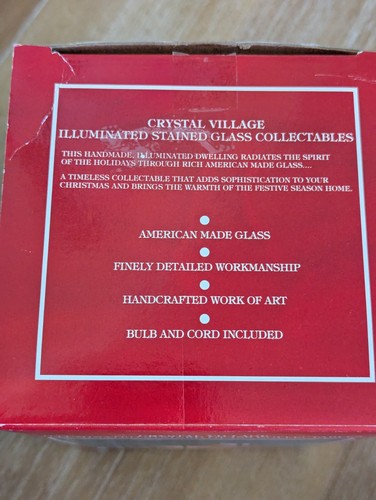 CRYSTAL VILLAGE
ILLUMINATED STAINED GLASS COLLECTABLES
THIS HANDMADE, ILLUMINATED DWELLING RADIATES THE SPIRIT
OF THE HOLIDAYS THROUGH RICH AMERICAN MADE GLASS....
A TIMELESS COLLECTABLE THAT ADDS SOPHISTICATION TO YOUR
CHRISTMAS AND BRINGS THE WARMTH OF THE FESTIVE SEASON HOME.
AMERICAN MADE GLASS
FINELY DETAILED WORKMANSHIP
HANDCRAFTED WORK OF ART
BULB AND CORD INCLUDED